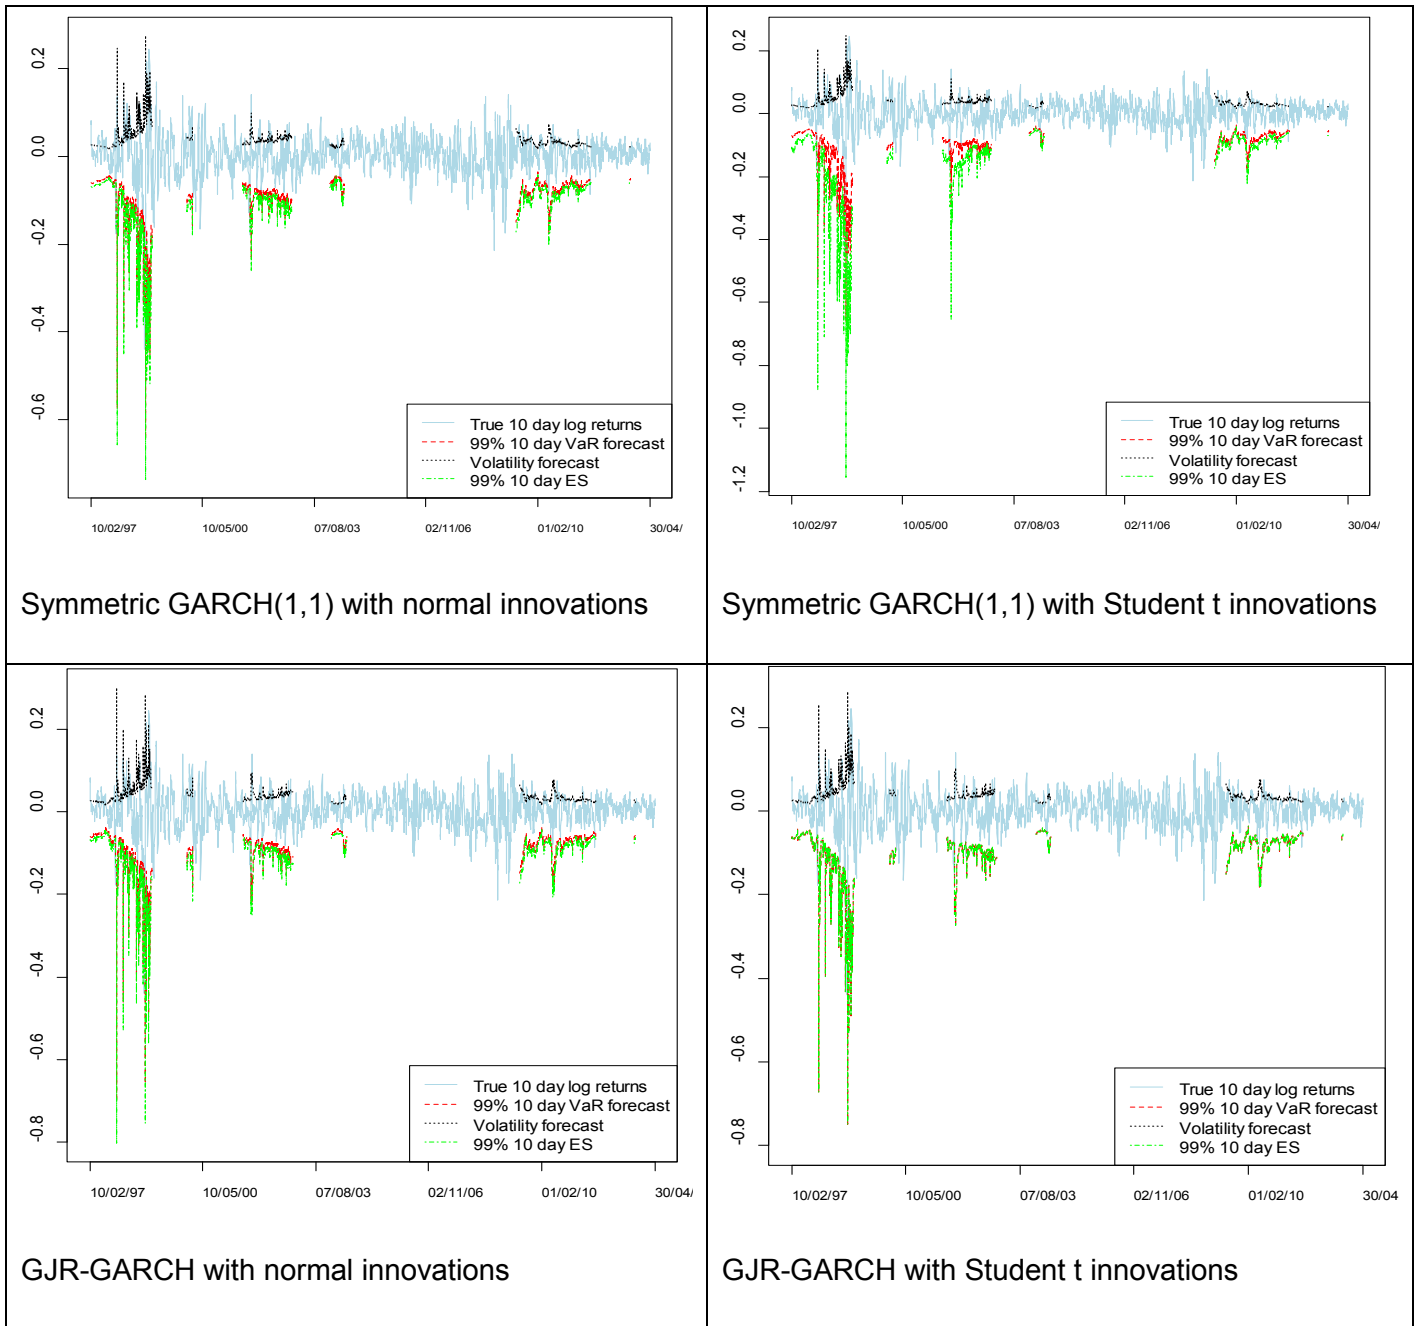 0.2
0.0
-0.2
-0.4
-0.6
True 10 day log returns
99% 10 day VaR forecast
Volatility forecast
99% 10 day ES
10/02/97 10/05/00 07/08/03 02/11/06 01/02/10 30/04/
Symmetric GARCH(1,1) with normal innovations
0.2
0.0
-0.2
-0.4
-0.6
-0.8
-1.0
-1.2
True 10 day log returns
99% 10 day VaR forecast
Volatility forecast
99% 10 day ES
10/02/97 10/05/00 07/08/03 02/11/06 01/02/10 30/04/
Symmetric GARCH(1,1) with Student t innovations
0.2
0.0
-0.2
-0.4
-0.6
-0.8
True 10 day log returns
99% 10 day VaR forecast
Volatility forecast
99% 10 day ES
10/02/97 10/05/00 07/08/03 02/11/06 01/02/10 30/04/
GJR-GARCH with normal innovations
0.2
0.0
-0.2
-0.4
-0.6
-0.8
True 10 day log returns
99% 10 day VaR forecast
Volatility forecast
99% 10 day ES
10/02/97 10/05/00 07/08/03 02/11/06 01/02/10 30/04
GJR-GARCH with Student t innovations